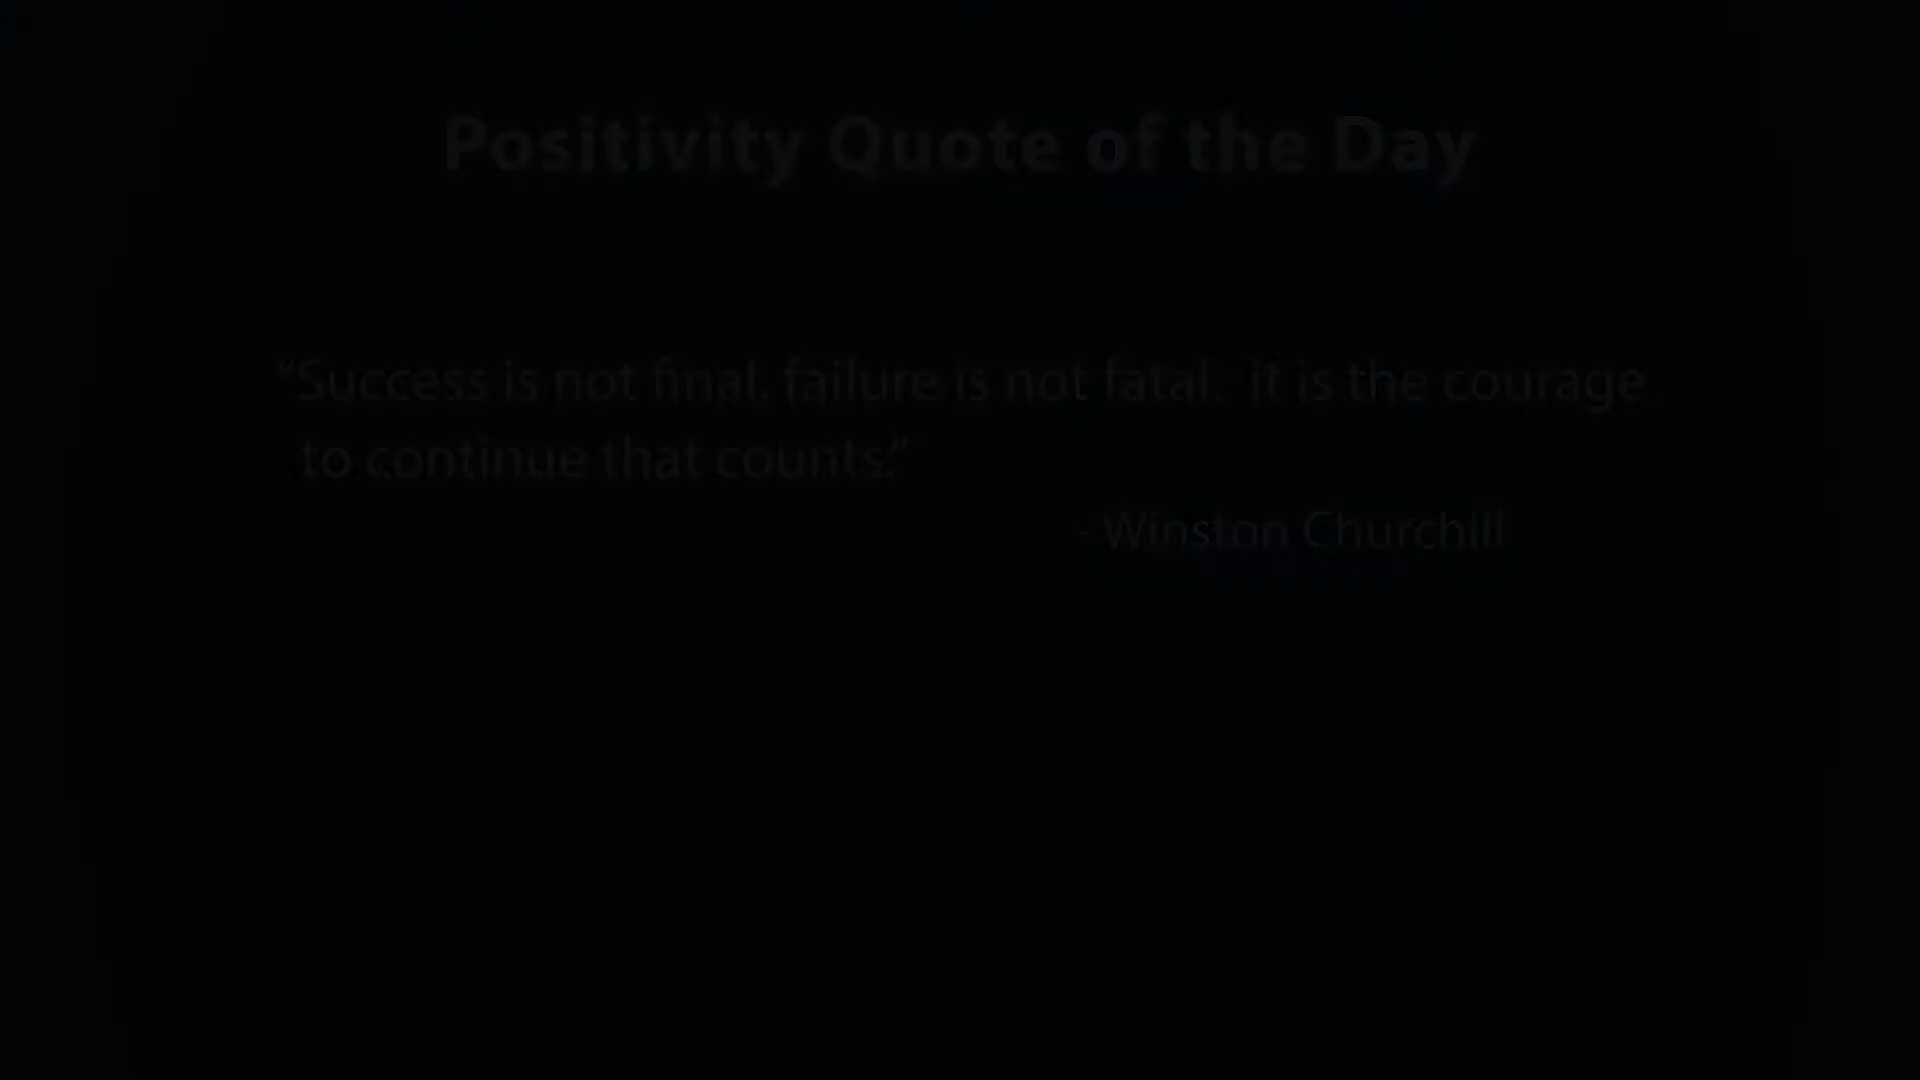 Positivity Quote of the Day
“Success is not final, failure is not fatal:  it is the courage
to continue that counts.”
- Winston Churchill